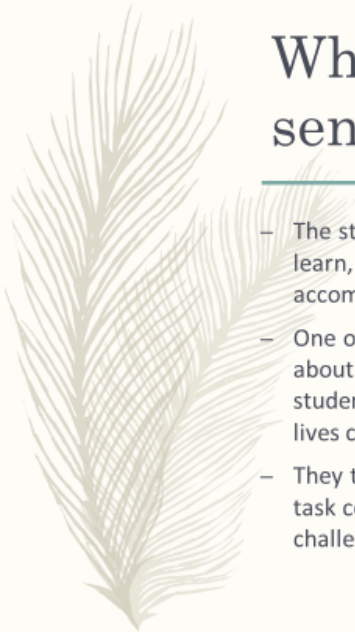 Wh
sen
– The st
learn,
accom
– One o
about
studen
lives c
– They t
task co
challe